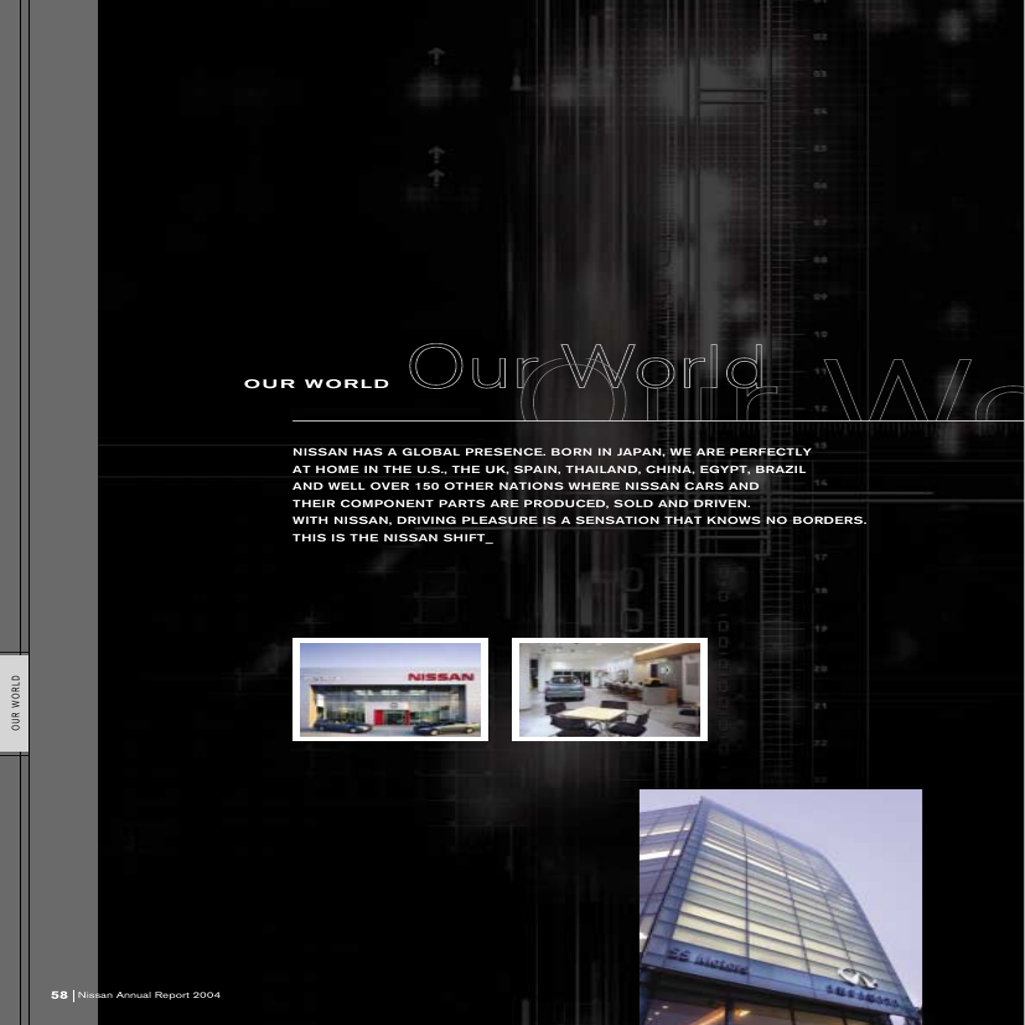 Our World
Our Wo
OUR WORLD
NISSAN HAS A GLOBAL PRESENCE. BORN IN JAPAN, WE ARE PERFECTLY
AT HOME IN THE U.S., THE UK, SPAIN, THAILAND, CHINA, EGYPT, BRAZIL
AND WELL OVER 150 OTHER NATIONS WHERE NISSAN CARS AND
THEIR COMPONENT PARTS ARE PRODUCED, SOLD AND DRIVEN.
WITH NISSAN, DRIVING PLEASURE IS A SENSATION THAT KNOWS NO BORDERS.
THIS IS THE NISSAN SHIFT_
NISSAN
OUR WORLD
SS Motors
58 | Nissan Annual Report 2004